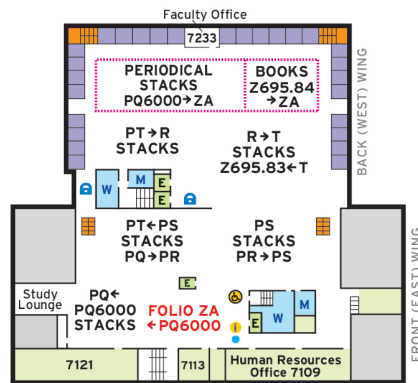 Faculty Office
7233
PERIODICAL
STACKS
PQ6000→ZA
BOOKS
Z695.84
→ZA
PT→R
STACKS
R→T
STACKS
Z695.83←T
BACK (WEST) WING
M
W
E
E
PT←PS
STACKS
PQ→PR
PS
STACKS
PR→PS
E
Study
Lounge
PQ←
PQ6000
STACKS
FOLIO ZA
←PQ6000
i
E
W
M
FRONT (EAST) WING
7121
7113
Human Resources
Office 7109